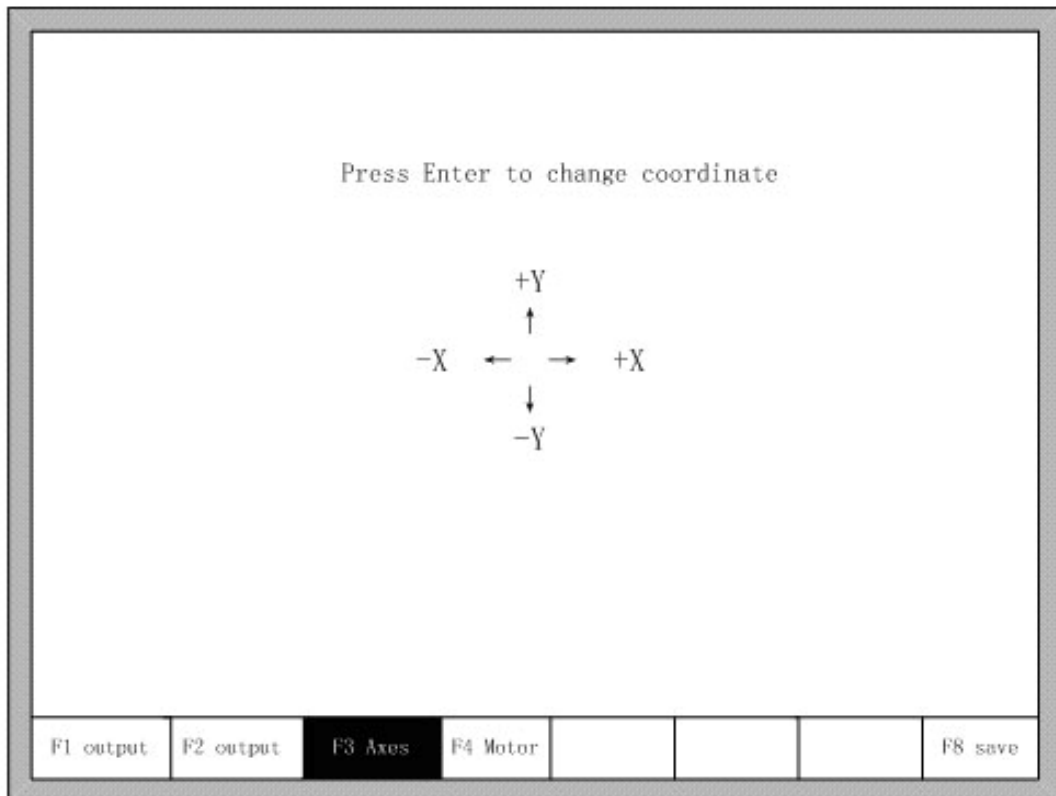 Press Enter to change coordinate
+Y
-X ← → +X
-Y
F1 output F2 output F3 Axes F4 Motor F8 save